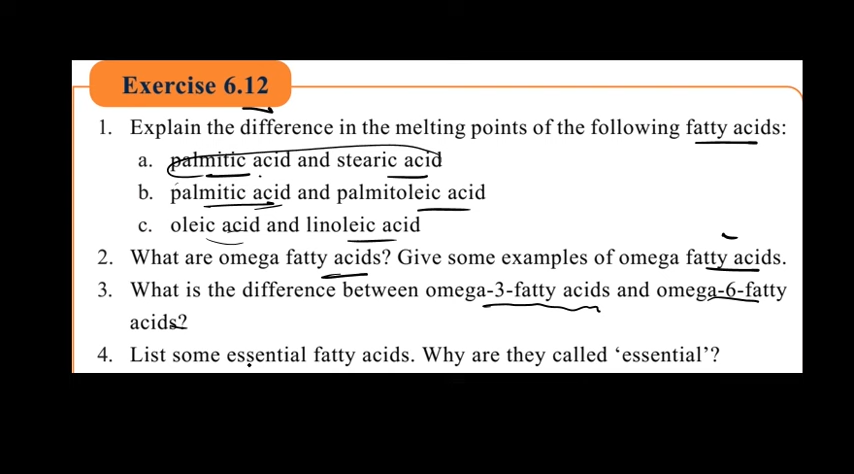 Exercise 6.12
1. Explain the difference in the melting points of the following fatty acids:
a. palmitic acid and stearic acid
b. palmitic acid and palmitoleic acid
c. oleic acid and linoleic acid
2. What are omega fatty acids? Give some examples of omega fatty acids.
3. What is the difference between omega-3-fatty acids and omega-6-fatty
acids?
4. List some essential fatty acids. Why are they called ‘essential’?